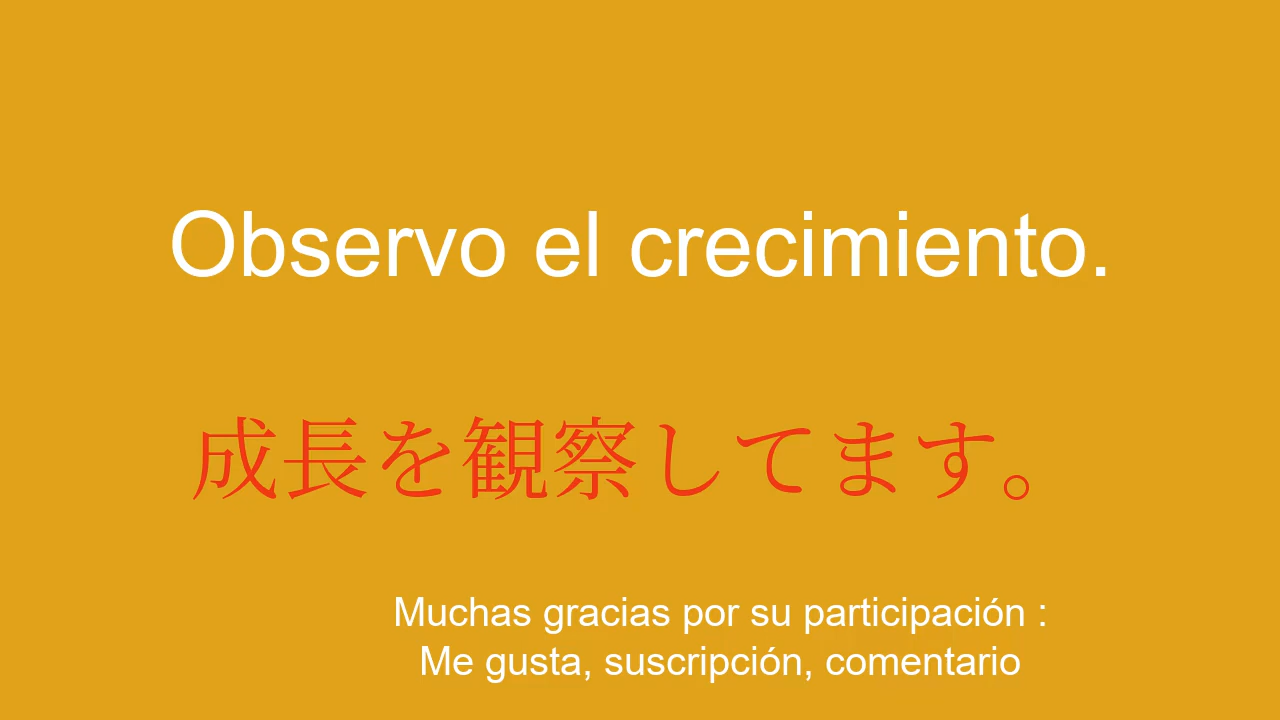 Observo el crecimiento.
成長を観察してます。
Muchas gracias por su participación :
Me gusta, suscripción, comentario